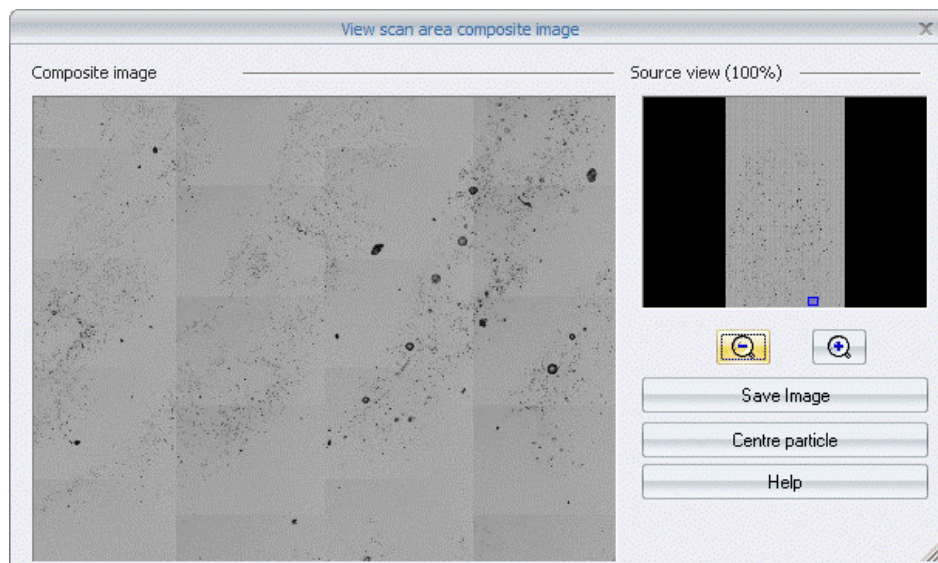 View scan area composite image
Composite image
Source view (100%)
Save Image
Centre particle
Help